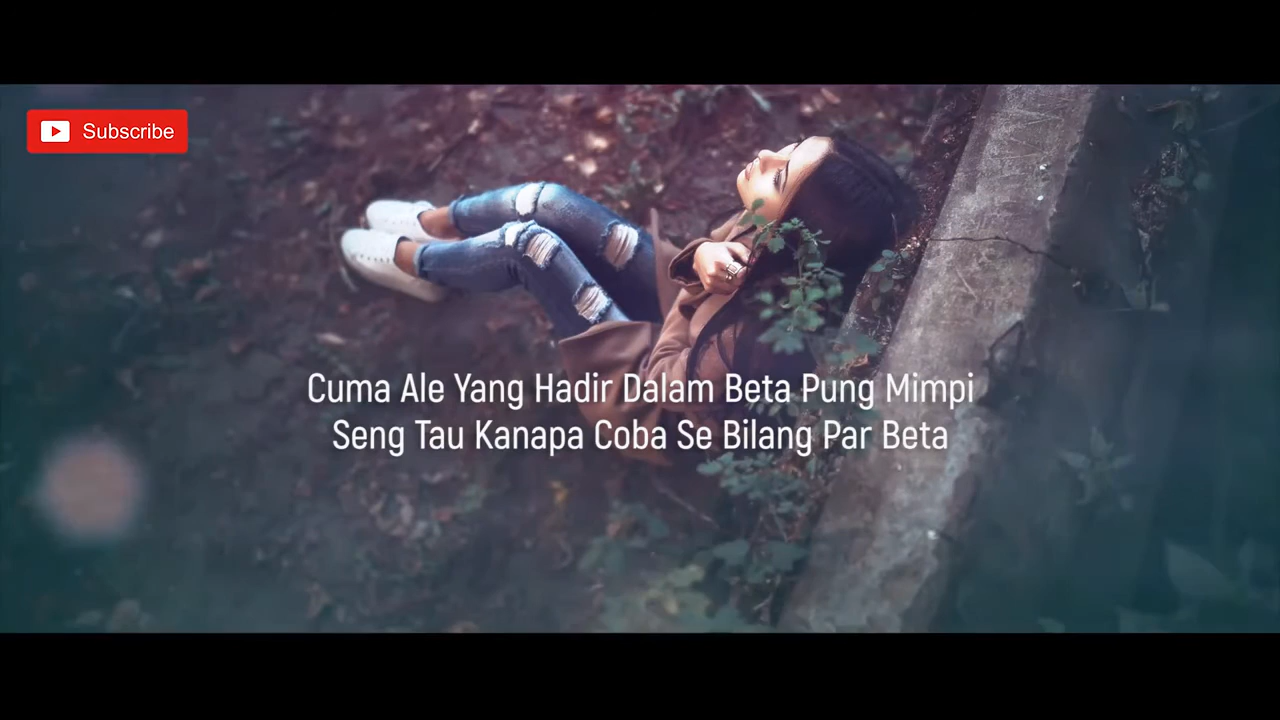 Subscribe
Cuma Ale Yang Hadir Dalam Beta Pung Mimpi
Seng Tau Kanapa Coba Se Bilang Par Beta